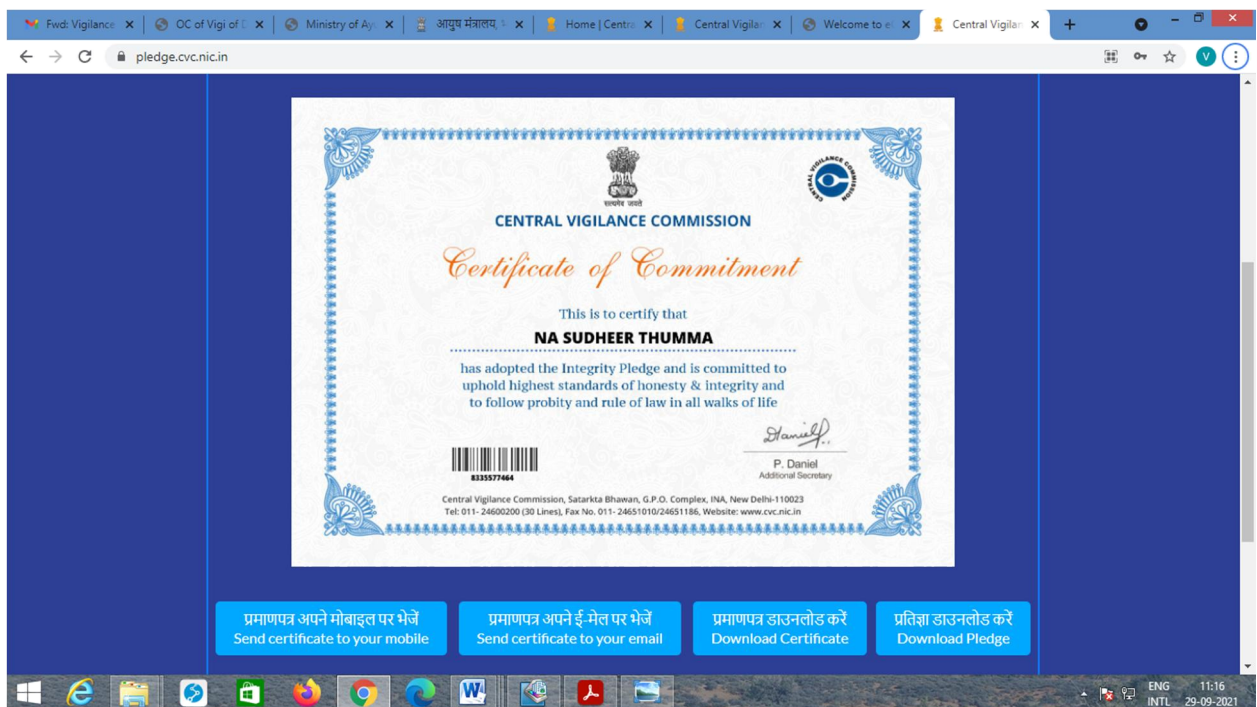 Fwd: Vigilance
OC of Vigi of D
Ministry of Ay
आयुष मंत्रालय,
Home | Centra
Central Vigilan
Welcome to e
Central Vigilan
pledge.cvc.nic.in
V
सत्यमेव जयते
CENTRAL VIGILANCE COMMISSION
CENTRAL VIGILANCE COMMISSION
Certificate of Commitment
This is to certify that
NA SUDHEER THUMMA
has adopted the Integrity Pledge and is committed to
uphold highest standards of honesty & integrity and
to follow probity and rule of law in all walks of life
Daniel
P. Daniel
Additional Secretary
8335577464
Central Vigilance Commission, Satarkta Bhawan, G.P.O. Complex, INA, New Delhi-110023
Tel: 011- 24600200 (30 Lines), Fax No. 011- 24651010/24651186, Website: www.cvc.nic.in
प्रमाणपत्र अपने मोबाइल पर भेजें
Send certificate to your mobile
प्रमाणपत्र अपने ई-मेल पर भेजें
Send certificate to your email
प्रमाणपत्र डाउनलोड करें
Download Certificate
प्रतिज्ञा डाउनलोड करें
Download Pledge
ENG 11:16
INTL 29-09-2021